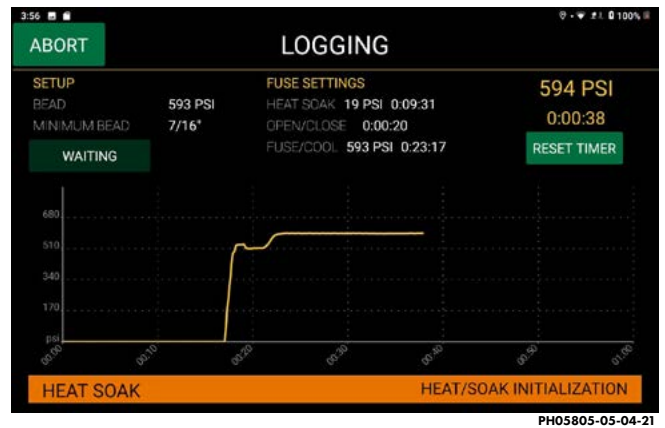 3:56 100%
ABORT LOGGING
SETUP
BEAD 593 PSI
MINIMUM BEAD 7/16"
WAITING
FUSE SETTINGS
HEAT SOAK 19 PSI 0:09:31
OPEN/CLOSE 0:00:20
FUSE/COOL 593 PSI 0:23:17
594 PSI
0:00:38
RESET TIMER
680
510
340
170
psi
00:00 00:10 00:20 00:30 00:40 00:50 01:00
HEAT SOAK HEAT/SOAK INITIALIZATION
PH05805-05-04-21